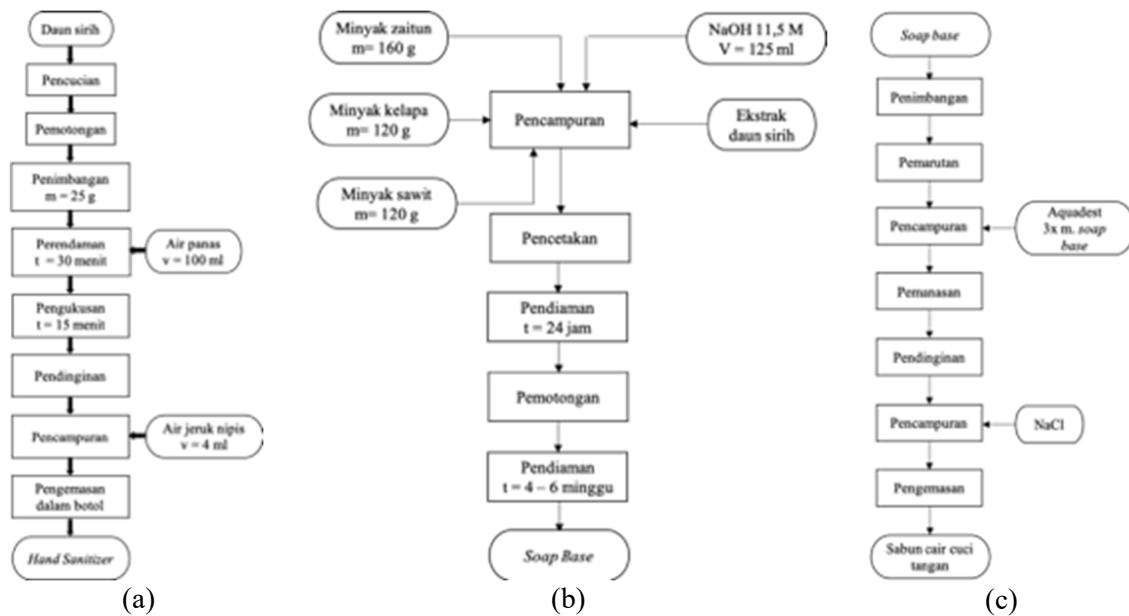 Daun sirih
Pencucian
Pemotongan
Penimbangan
m = 25 g
Perendaman
t = 30 menit
Air panas
v = 100 ml
Pengukusan
t = 15 menit
Pendinginan
Pencampuran
Air jeruk nipis
v = 4 ml
Pengemasan
dalam botol
Hand Sanitizer
(a)
Minyak zaitun
m= 160 g
NaOH 11,5 M
V = 125 ml
Minyak kelapa
m= 120 g
Pencampuran
Ekstrak
daun sirih
Minyak sawit
m= 120 g
Pencetakan
Pendiaman
t = 24 jam
Pemotongan
Pendiaman
t = 4 – 6 minggu
Soap Base
(b)
Soap base
Penimbangan
Pemarutan
Pencampuran
Aquadest
3x m. soap
base
Pemanasan
Pendinginan
Pencampuran
NaCl
Pengemasan
Sabun cair cuci
tangan
(c)